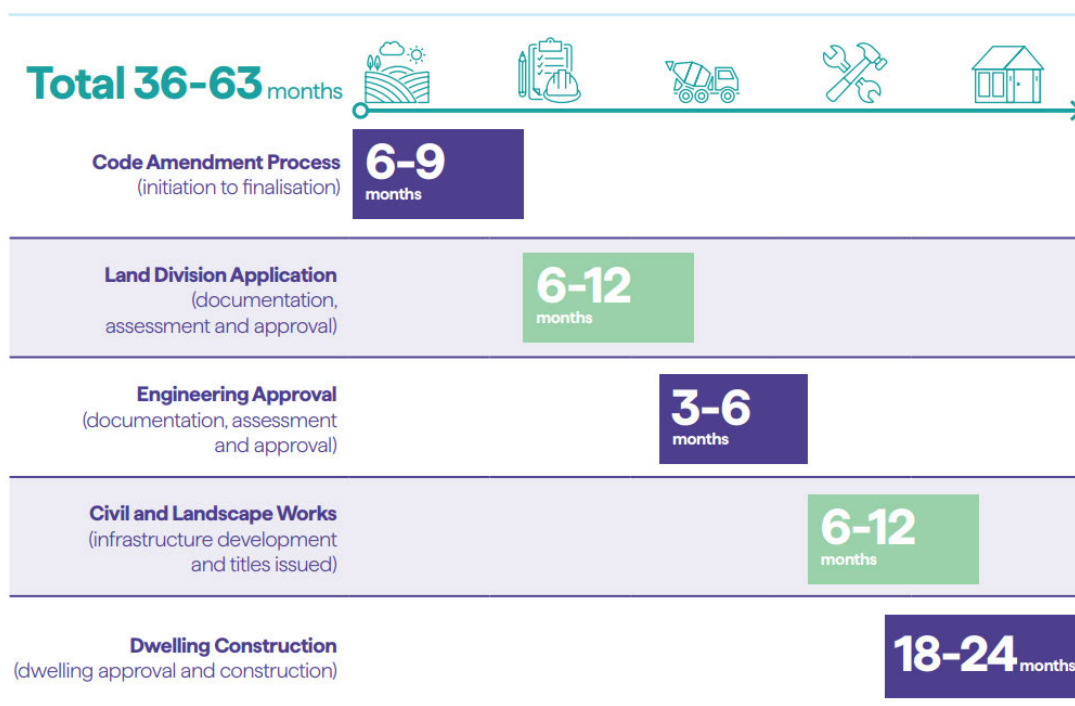 Total 36-63 months
Code Amendment Process
(initiation to finalisation)
6-9
months
Land Division Application
(documentation,
assessment and approval)
6-12
months
Engineering Approval
(documentation, assessment
and approval)
3-6
months
Civil and Landscape Works
(infrastructure development
and titles issued)
6-12
months
Dwelling Construction
(dwelling approval and construction)
18-24 months